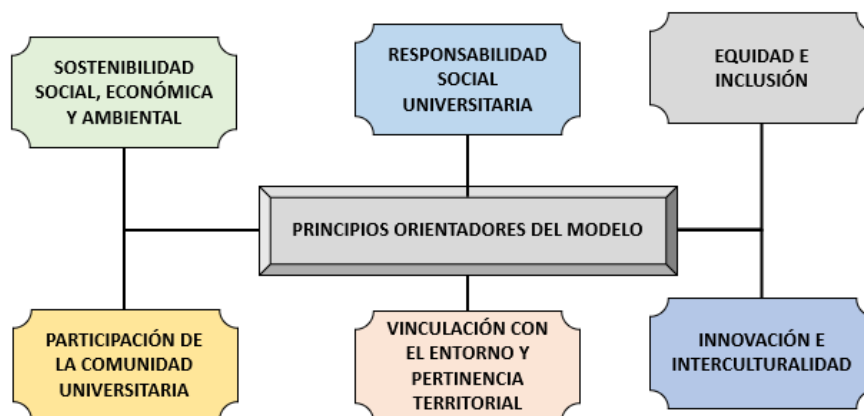 SOSTENIBILIDAD
SOCIAL, ECONÓMICA
Y AMBIENTAL
RESPONSABILIDAD
SOCIAL
UNIVERSITARIA
EQUIDAD E
INCLUSIÓN
PRINCIPIOS ORIENTADORES DEL MODELO
PARTICIPACIÓN DE
LA COMUNIDAD
UNIVERSITARIA
VINCULACIÓN CON
EL ENTORNO Y
PERTINENCIA
TERRITORIAL
INNOVACIÓN E
INTERCULTURALIDAD